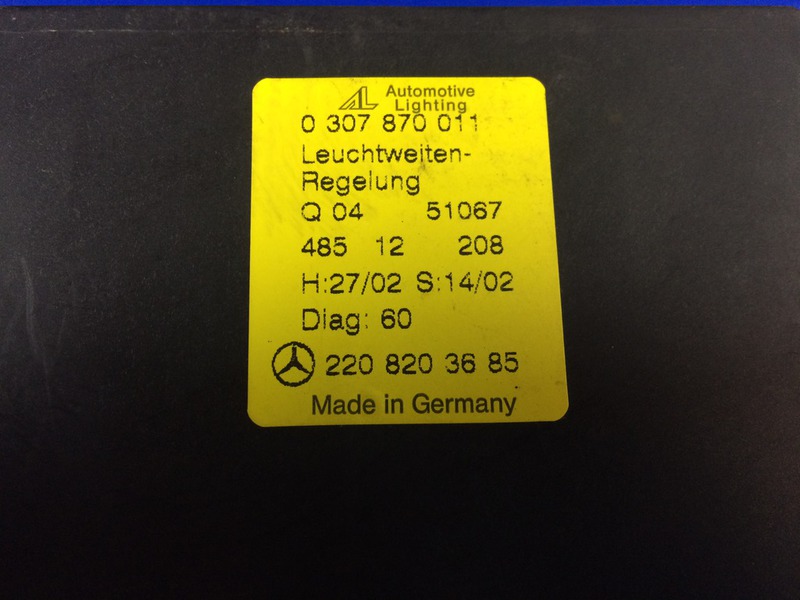 AL Automotive
Lighting
0 307 870 011
Leuchtweiten-
Regelung
Q 04 51067
485 12 208
H:27/02 S:14/02
Diag: 60
220 820 36 85
Made in Germany